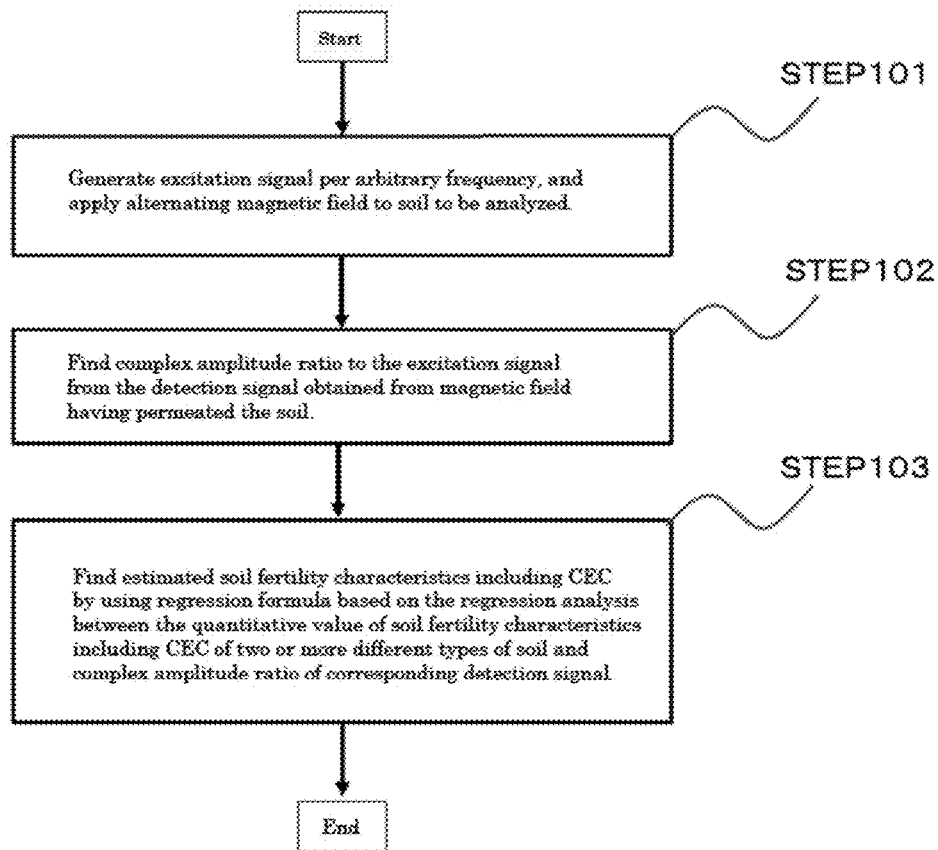 Start
STEP101
Generate excitation signal per arbitrary frequency, and
apply alternating magnetic field to soil to be analyzed.
STEP102
Find complex amplitude ratio to the excitation signal
from the detection signal obtained from magnetic field
having permeated the soil.
STEP103
Find estimated soil fertility characteristics including CEC
by using regression formula based on the regression analysis
between the quantitative value of soil fertility characteristics
including CEC of two or more different types of soil and
complex amplitude ratio of corresponding detection signal.
End